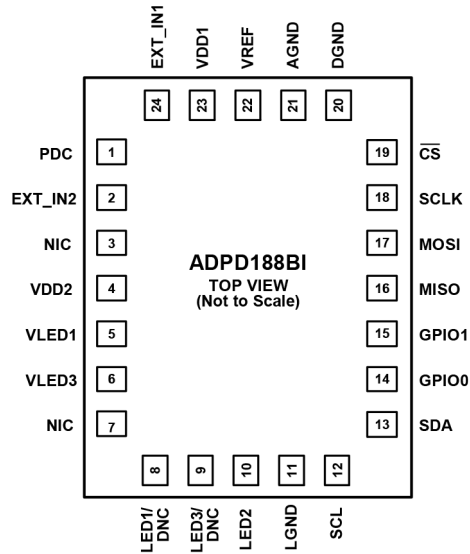 EXT_IN1
VDD1
VREF
AGND
DGND
24
23
22
21
20
PDC 1
19 CS
EXT_IN2 2
18 SCLK
NIC 3
17 MOSI
ADPD188BI
TOP VIEW
(Not to Scale)
VDD2 4
16 MISO
VLED1 5
15 GPIO1
VLED3 6
14 GPIO0
NIC 7
13 SDA
8
9
10
11
12
LED1/
DNC
LED3/
DNC
LED2
LGND
SCL